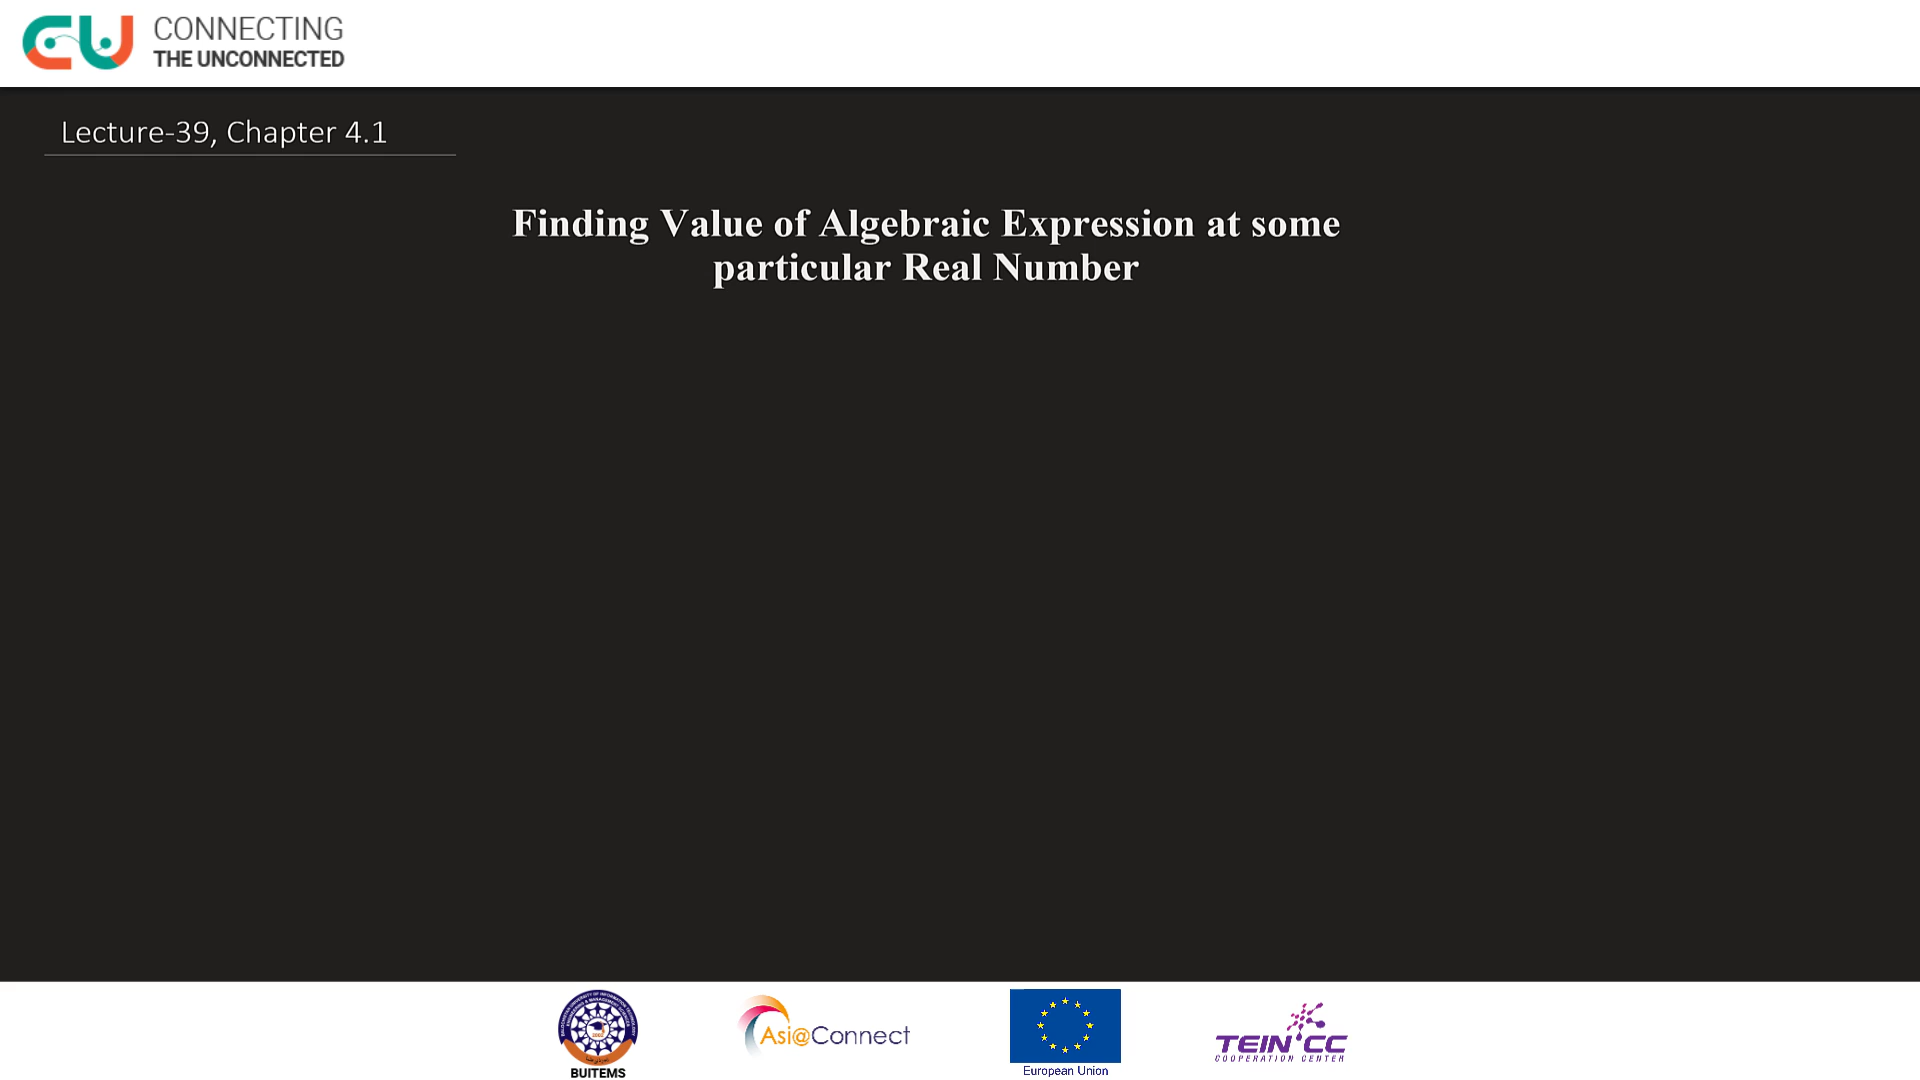 CONNECTING
THE UNCONNECTED
Lecture-39, Chapter 4.1
Finding Value of Algebraic Expression at some
particular Real Number
BUITEMS
Asi@Connect
European Union
TEIN*CC
COOPERATION CENTER